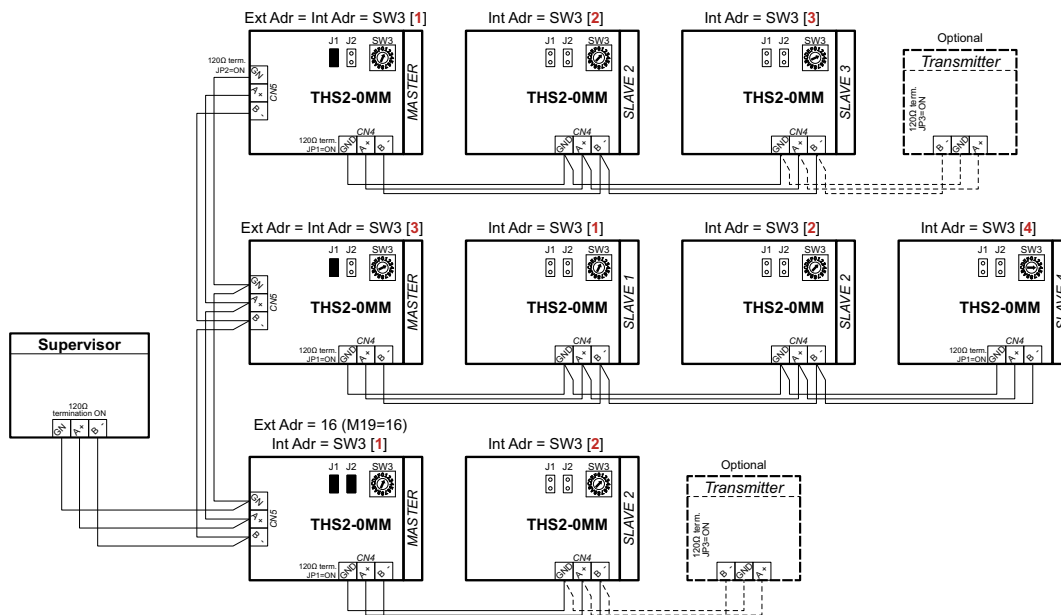 Ext Adr = Int Adr = SW3 [1]
Int Adr = SW3 [2]
Int Adr = SW3 [3]
J1 J2 SW3
120Ω term.
JP2=ON
GN
A+
B -
CN5
THS2-0MM
MASTER
120Ω term.
JP1=ON
CN4
GND A+ B -
J1 J2 SW3
THS2-0MM
SLAVE 2
CN4
GND A+ B -
J1 J2 SW3
THS2-0MM
SLAVE 3
CN4
GND A+ B -
Optional
Transmitter
120Ω term.
JP3=ON
B - GND A+
Ext Adr = Int Adr = SW3 [3]
Int Adr = SW3 [1]
Int Adr = SW3 [2]
Int Adr = SW3 [4]
J1 J2 SW3
GN
A+
B -
CN5
THS2-0MM
MASTER
120Ω term.
JP1=ON
CN4
GND A+ B -
J1 J2 SW3
THS2-0MM
SLAVE 1
CN4
GND A+ B -
J1 J2 SW3
THS2-0MM
SLAVE 2
CN4
GND A+ B -
J1 J2 SW3
THS2-0MM
SLAVE 4
120Ω term.
JP1=ON
CN4
GND A+ B -
Supervisor
120Ω
termination ON
GN A+ B -
Ext Adr = 16 (M19=16)
Int Adr = SW3 [1]
Int Adr = SW3 [2]
J1 J2 SW3
GN
A+
B -
CN5
THS2-0MM
MASTER
120Ω term.
JP1=ON
CN4
GND A+ B -
J1 J2 SW3
THS2-0MM
SLAVE 2
CN4
GND A+ B -
Optional
Transmitter
120Ω term.
JP3=ON
B - GND A+